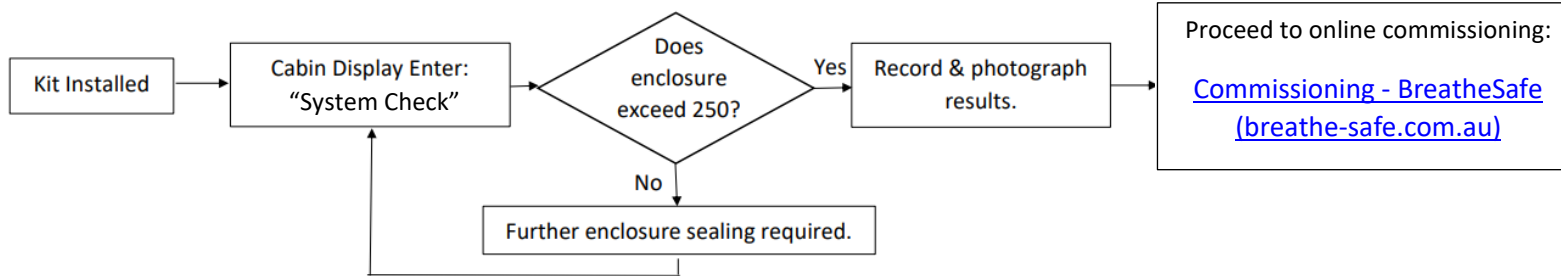 Kit Installed
Cabin Display Enter:
“System Check”
Does
enclosure
exceed 250?
Yes
No
Further enclosure sealing required.
Record & photograph
results.
Proceed to online commissioning:
Commissioning - BreatheSafe
(breathe-safe.com.au)